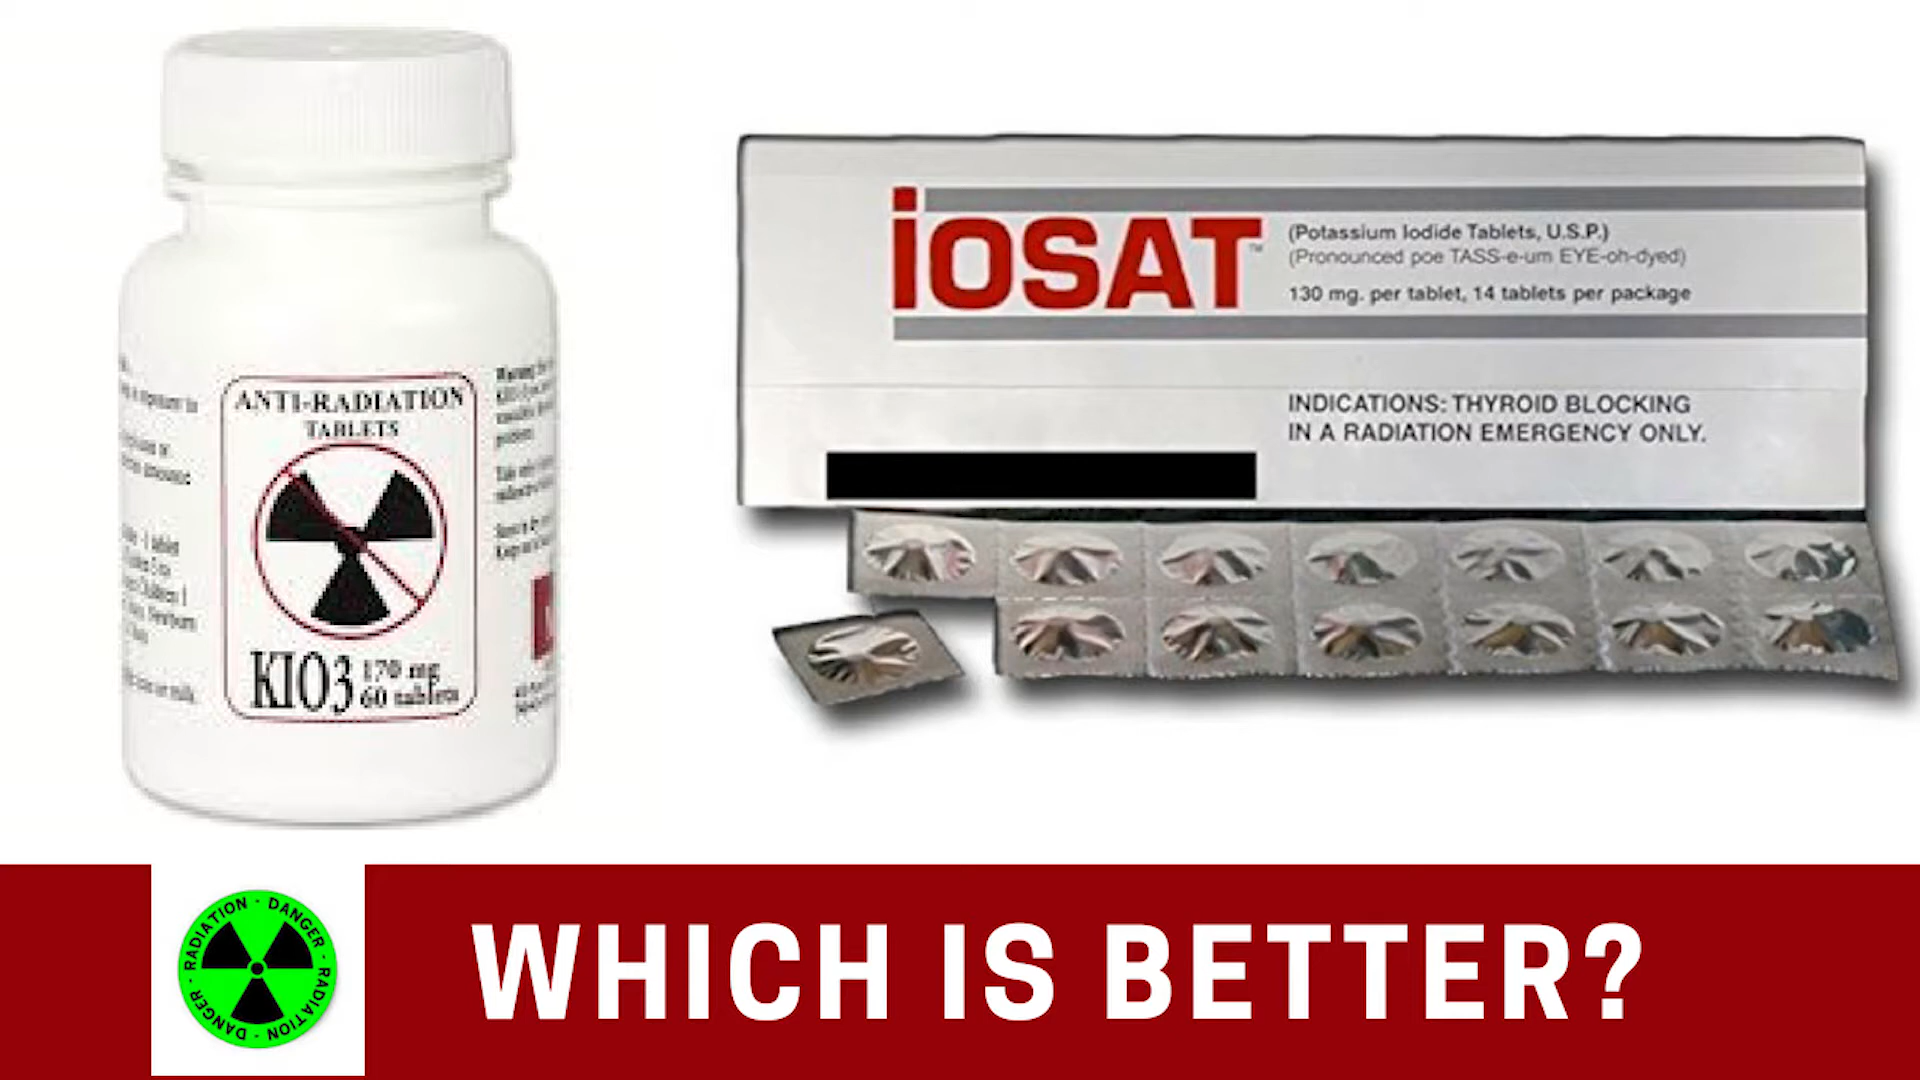 ANTI-RADIATION
TABLETS
KIO3 170 mg
60 tablets
Warning
iOSAT™
(Potassium Iodide Tablets, U.S.P.)
(Pronounced poe TASS-e-um EYE-oh-dyed)
130 mg. per tablet, 14 tablets per package
INDICATIONS: THYROID BLOCKING
IN A RADIATION EMERGENCY ONLY.
RADIATION · DANGER · RADIATION · DANGER ·
WHICH IS BETTER?